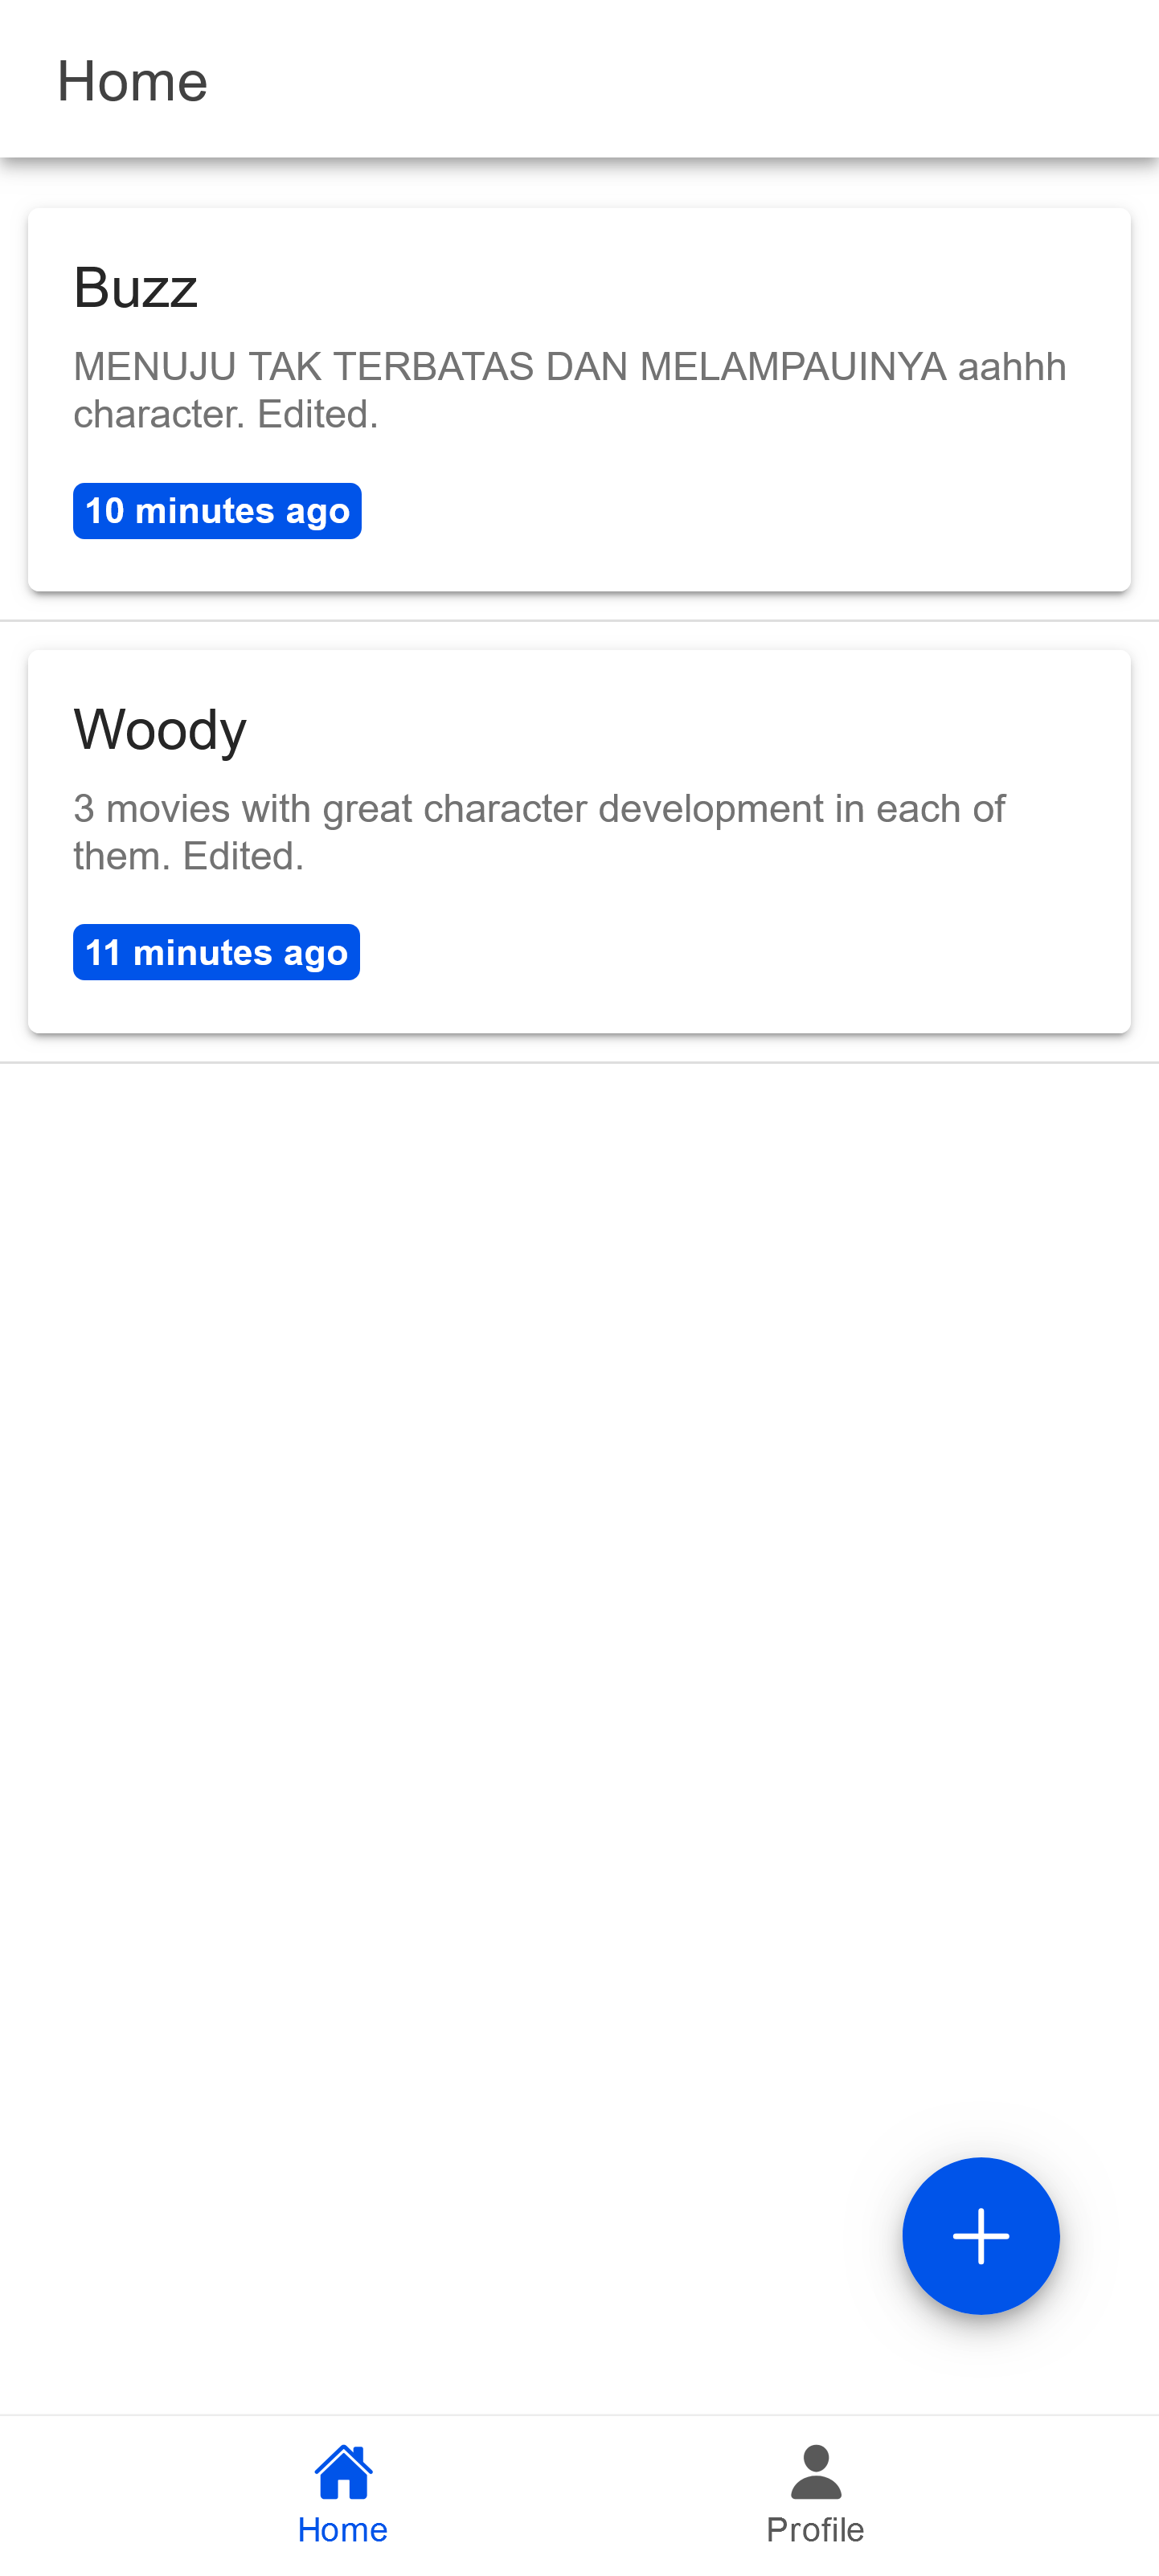 Home
Buzz
MENUJU TAK TERBATAS DAN MELAMPAUINYA aahhh
character. Edited.
10 minutes ago
Woody
3 movies with great character development in each of
them. Edited.
11 minutes ago
Home
Profile